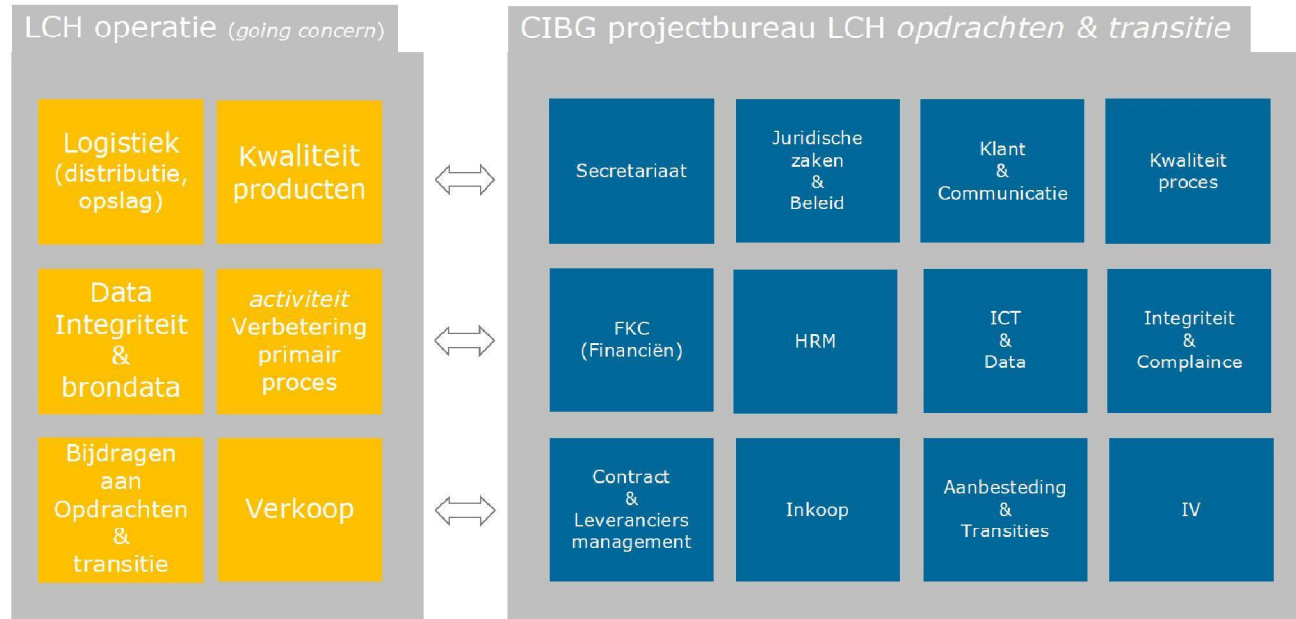 LCH operatie (going concern)
Logistiek
(distributie,
opslag)
Kwaliteit
producten
Data
Integriteit
&
brondata
activiteit
Verbetering
primair
proces
Bijdragen
aan
Opdrachten
&
transitie
Verkoop
CIBG projectbureau LCH opdrachten & transitie
Secretariaat
Juridische
zaken
&
Beleid
Klant
&
Communicatie
Kwaliteit
proces
FKC
(Financiën)
HRM
ICT
&
Data
Integriteit
&
Complaince
Contract
&
Leveranciers
management
Inkoop
Aanbesteding
&
Transities
IV